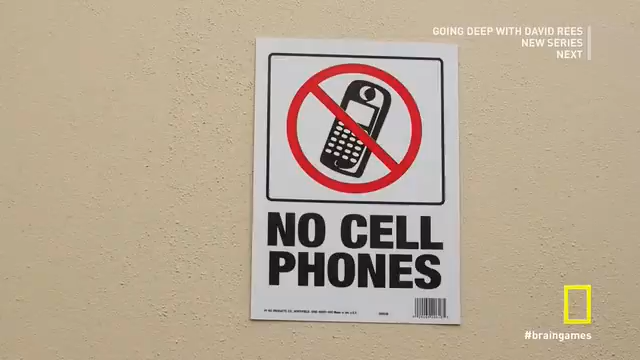 GOING DEEP WITH DAVID REES
NEW SERIES
NEXT
NO CELL
PHONES
#braingames